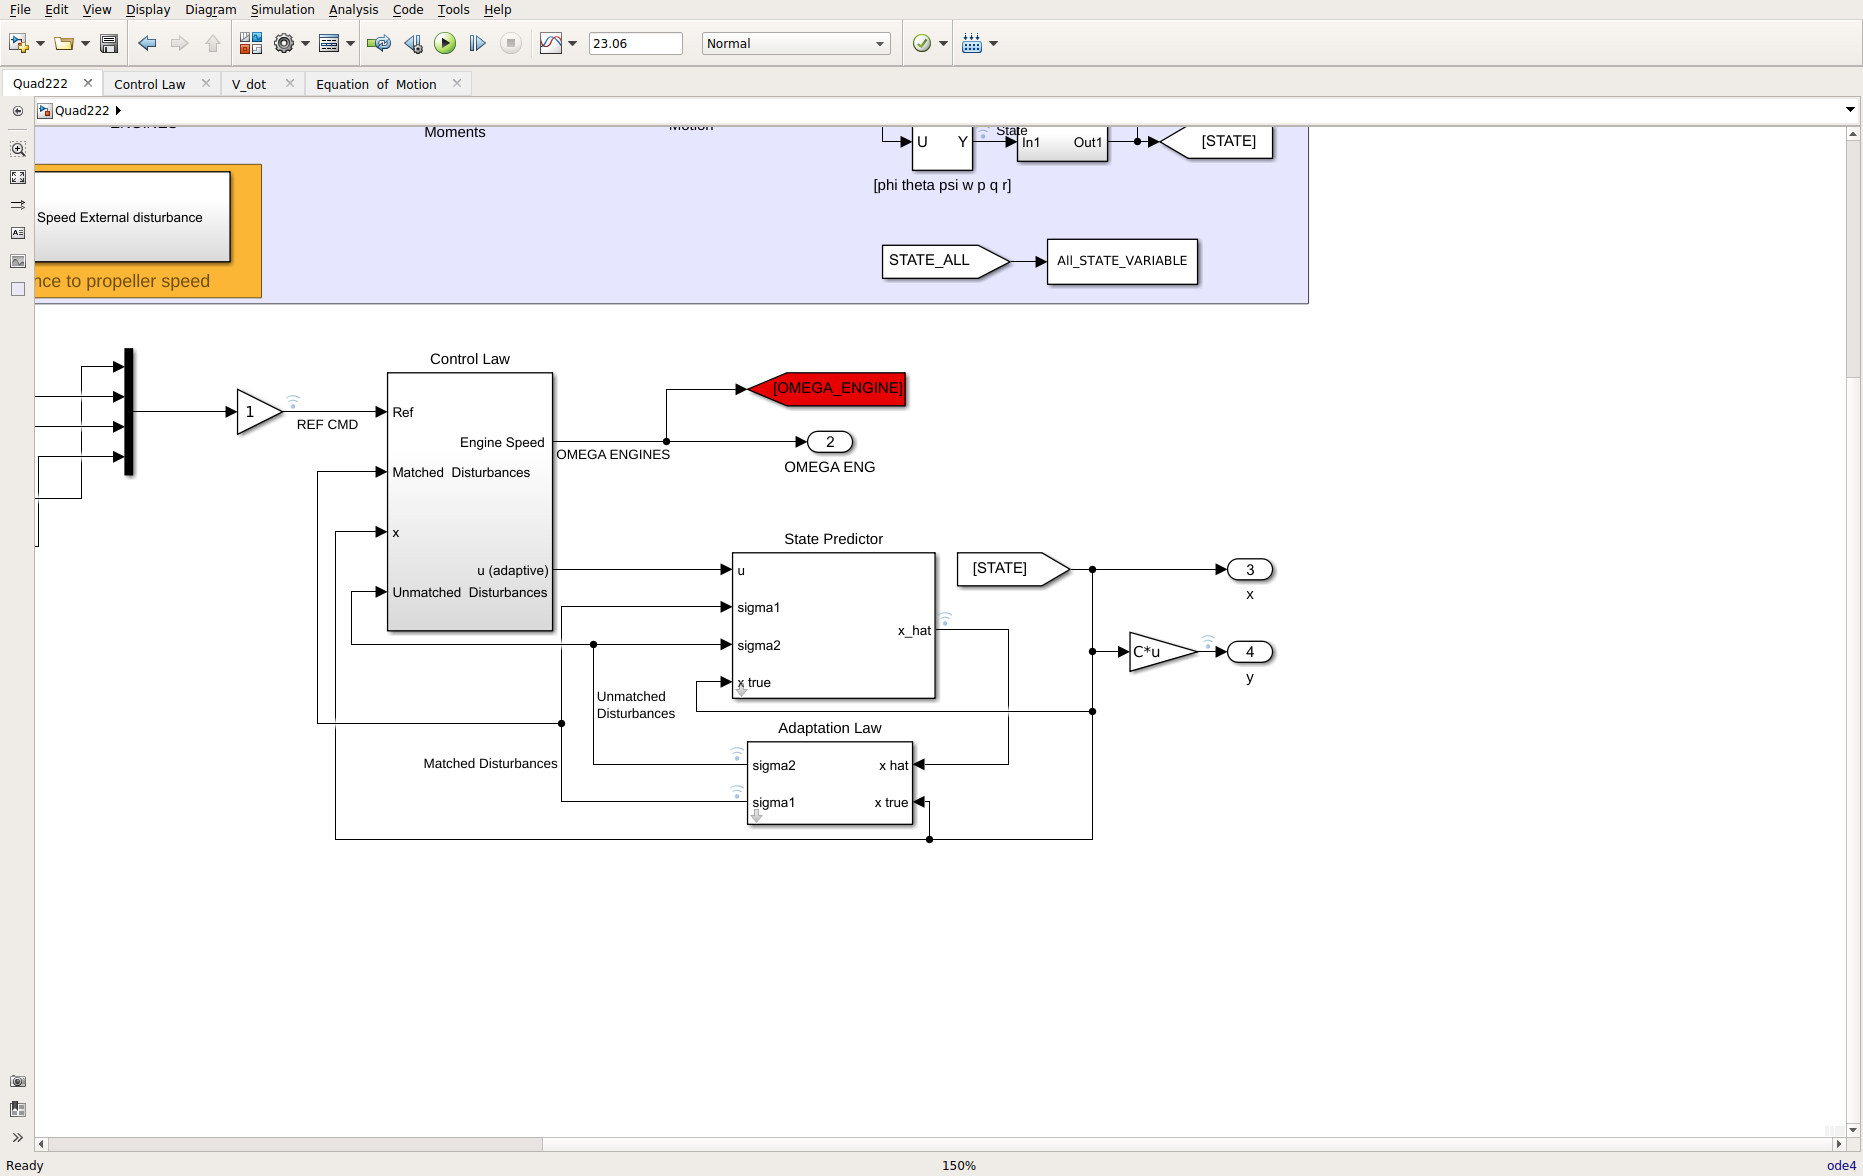 File Edit View Display Diagram Simulation Analysis Code Tools Help
23.06 Normal
Quad222 Control Law V_dot Equation of Motion
Quad222
Moments
State
U Y In1 Out1 [STATE]
[phi theta psi w p q r]
Speed External disturbance
STATE_ALL All_STATE_VARIABLE
nce to propeller speed
Control Law
[OMEGA_ENGINE]
1 Ref
REF CMD
Engine Speed 2
OMEGA ENGINES
OMEGA ENG
Matched Disturbances
x
State Predictor
u (adaptive) u [STATE] 3
Unmatched Disturbances x
sigma1
x_hat
sigma2 C*u 4
x true y
Unmatched
Disturbances
Adaptation Law
Matched Disturbances
sigma2 x hat
sigma1 x true
Ready 150% ode4